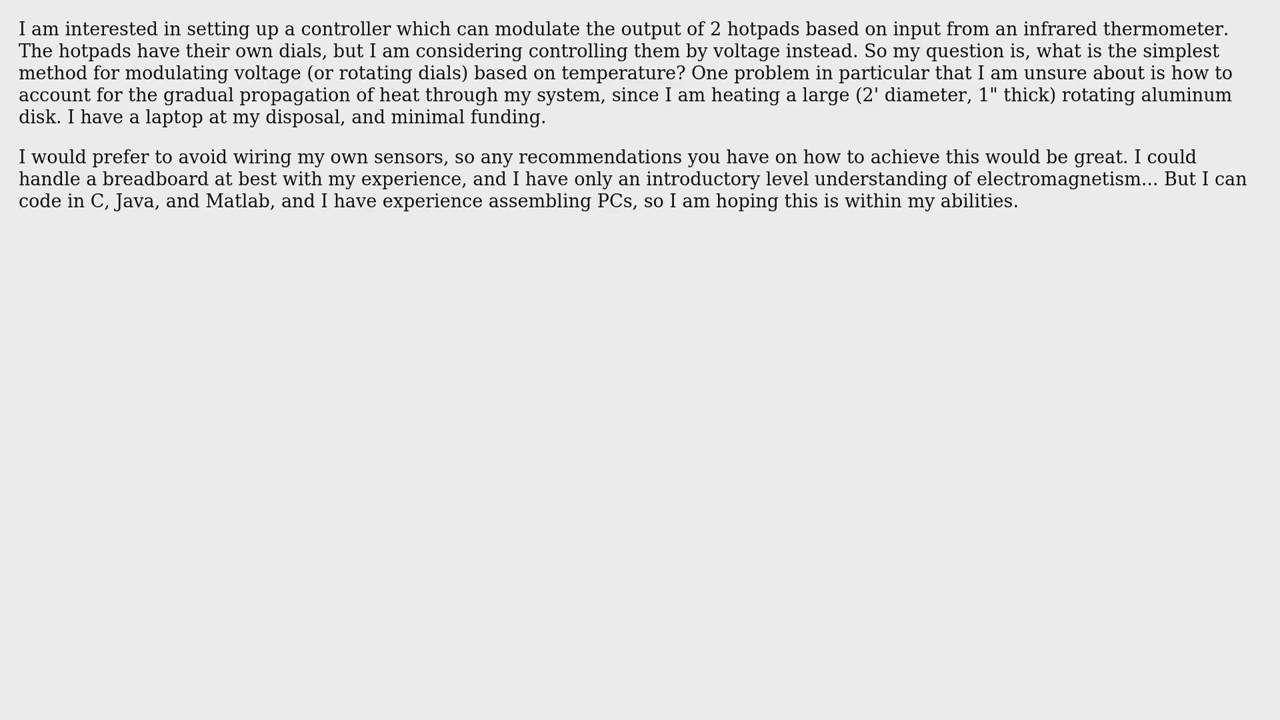 I am interested in setting up a controller which can modulate the output of 2 hotpads based on input from an infrared thermometer.
The hotpads have their own dials, but I am considering controlling them by voltage instead. So my question is, what is the simplest
method for modulating voltage (or rotating dials) based on temperature? One problem in particular that I am unsure about is how to
account for the gradual propagation of heat through my system, since I am heating a large (2' diameter, 1" thick) rotating aluminum
disk. I have a laptop at my disposal, and minimal funding.
I would prefer to avoid wiring my own sensors, so any recommendations you have on how to achieve this would be great. I could
handle a breadboard at best with my experience, and I have only an introductory level understanding of electromagnetism... But I can
code in C, Java, and Matlab, and I have experience assembling PCs, so I am hoping this is within my abilities.